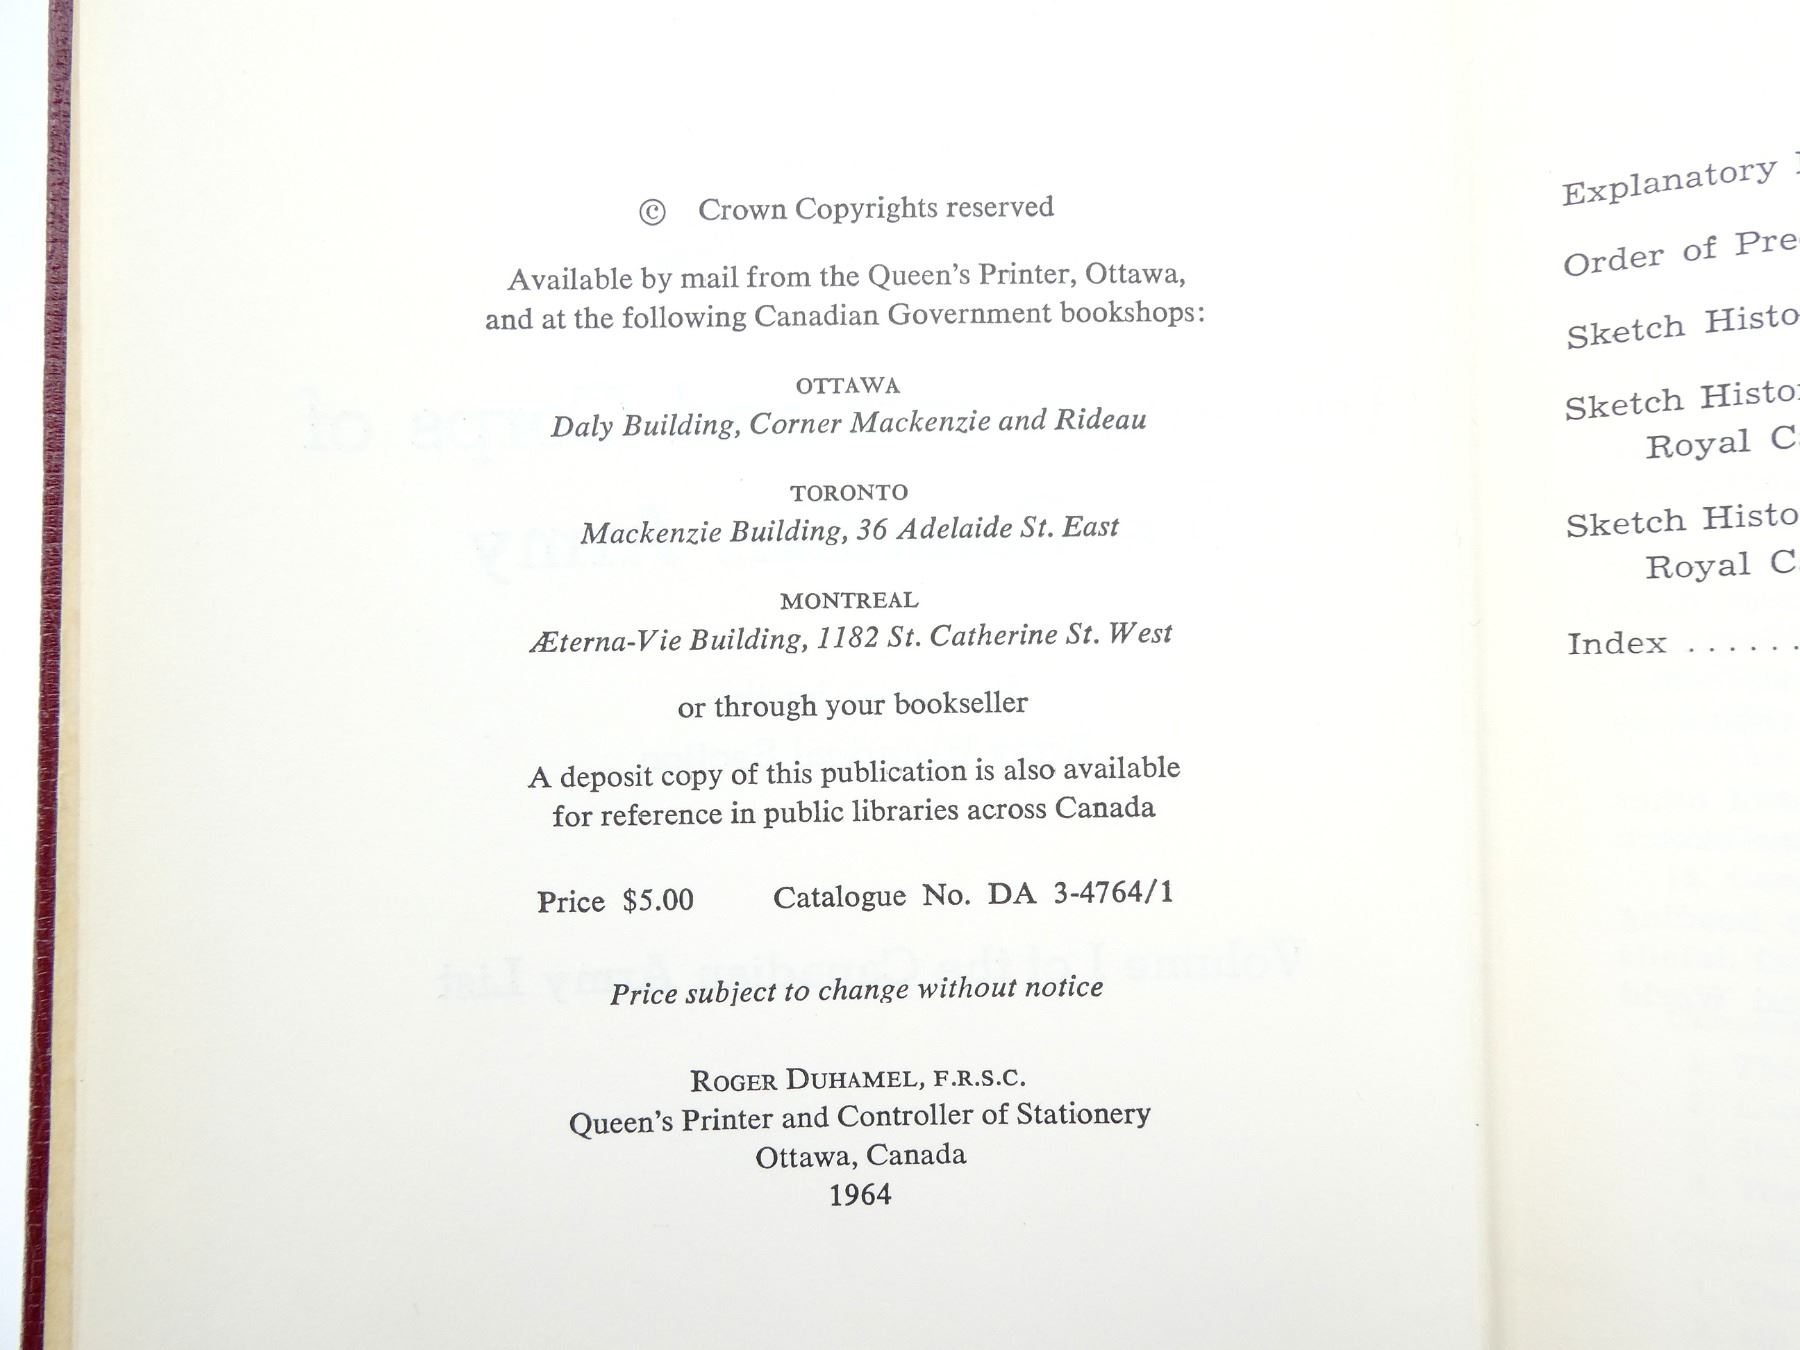 © Crown Copyrights reserved
Available by mail from the Queen's Printer, Ottawa,
and at the following Canadian Government bookshops:
OTTAWA
Daly Building, Corner Mackenzie and Rideau
TORONTO
Mackenzie Building, 36 Adelaide St. East
MONTREAL
Æterna-Vie Building, 1182 St. Catherine St. West
or through your bookseller
A deposit copy of this publication is also available
for reference in public libraries across Canada
Price $5.00 Catalogue No. DA 3-4764/1
Price subject to change without notice
ROGER DUHAMEL, F.R.S.C.
Queen's Printer and Controller of Stationery
Ottawa, Canada
1964
Explanatory
Order of Pre
Sketch Histo
Sketch Histo
Royal
Sketch Histo
Royal
Index . . . . . .